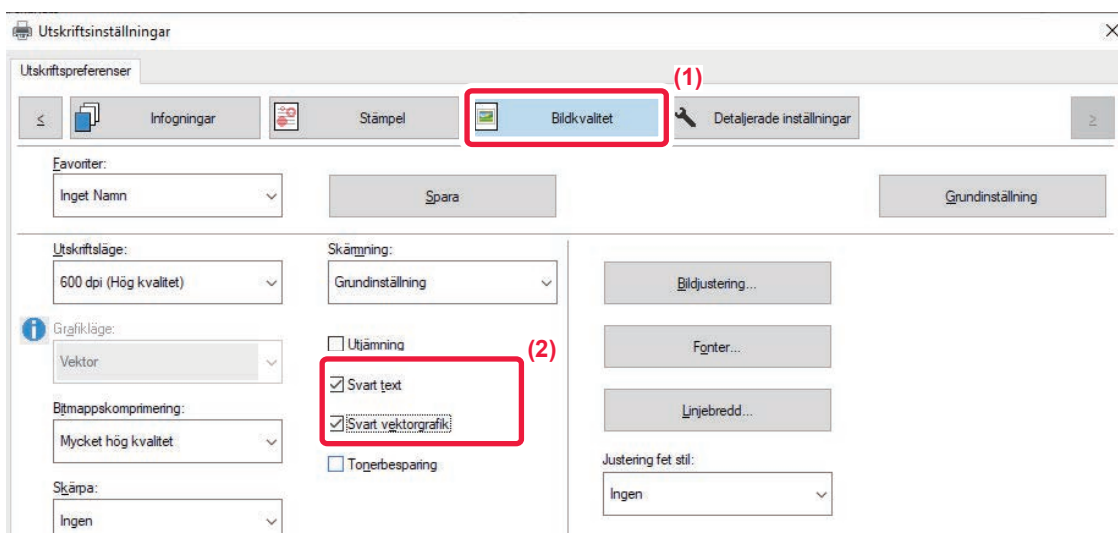 Utskriftsinställningar
Utskriftspreferenser
(1)
<
Infogningar
Stämpel
Bildkvalitet
Detaljerade inställningar
>
Favoriter:
Inget Namn
Spara
Grundinställning
Utskriftsläge:
600 dpi (Hög kvalitet)
Skärmning:
Grundinställning
Bildjustering...
Grafikläge:
Vektor
Utjämning
(2)
Fonter...
Svart text
Svart vektorgrafik
Bitmappskomprimering:
Mycket hög kvalitet
Linjebredd...
Tonerbesparing
Justering fet stil:
Ingen
Skärpa:
Ingen